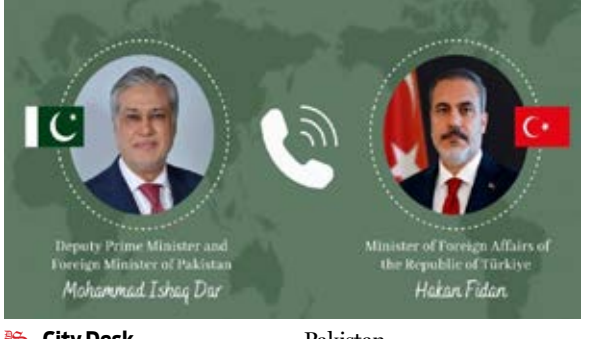 Deputy Prime Minister and
Foreign Minister of Pakistan
Mohammad Ishaq Dar
Minister of Foreign Affairs of
the Republic of Türkiye
Hakan Fidan
City Desk
Pakistan